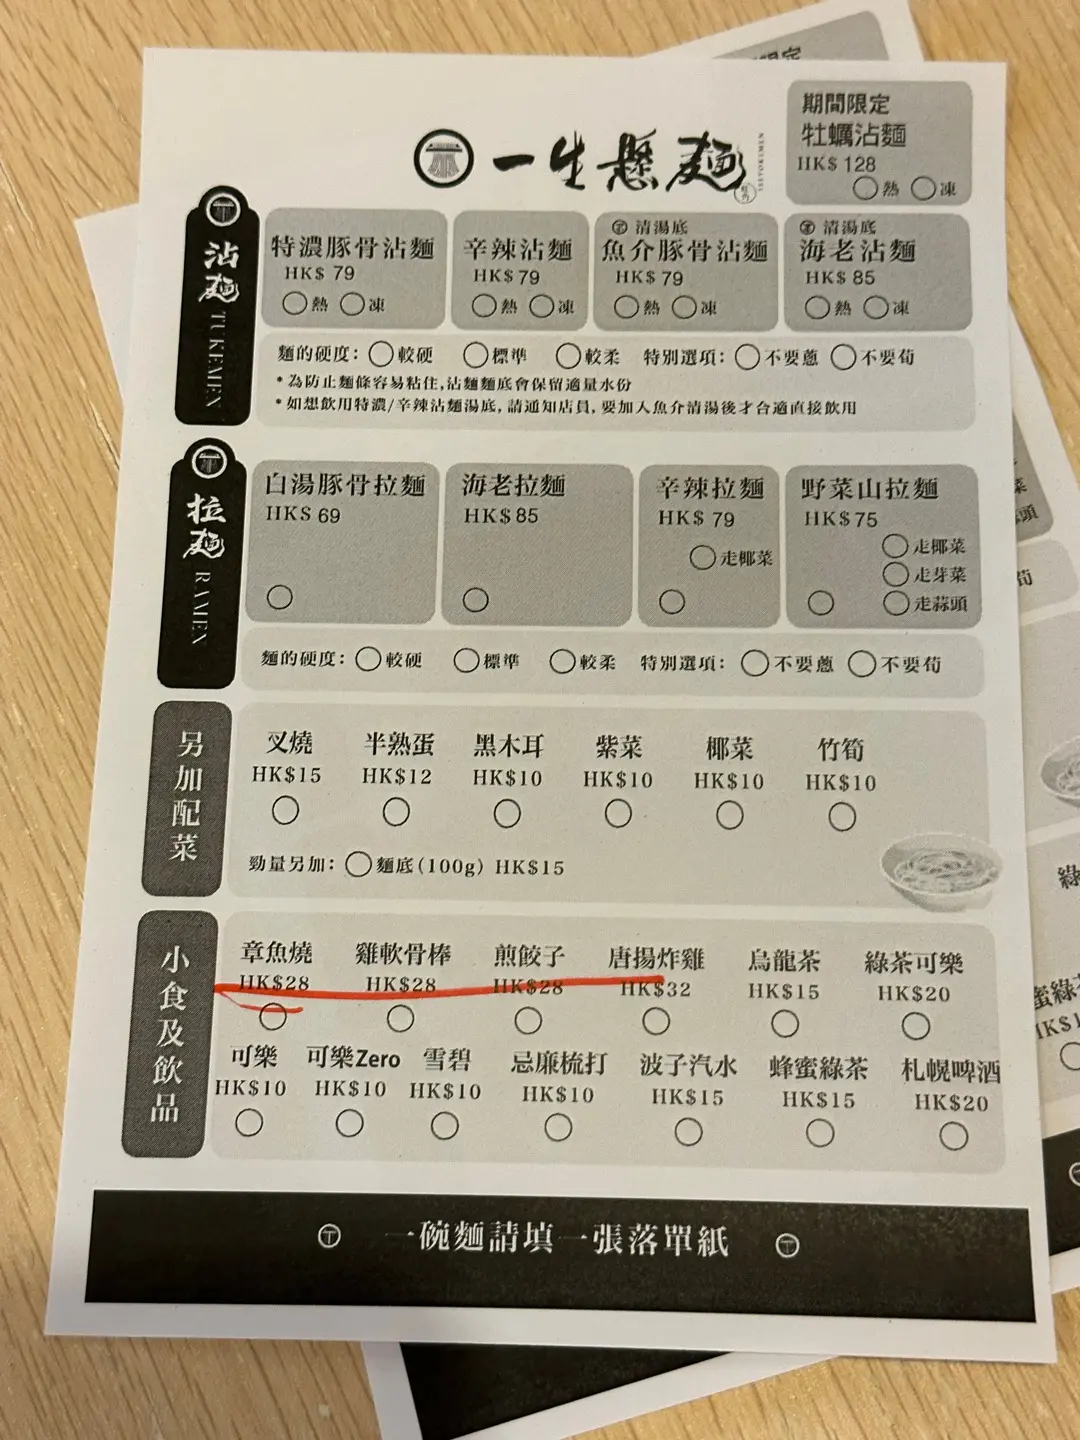 期間限定
牡蠣沾麵
HK$ 128
熱 凍
一生懸麵
沾麵 TUKEMEN
特濃豚骨沾麵
HK$ 79
熱 凍
辛辣沾麵
HK$ 79
熱 凍
清湯底
魚介豚骨沾麵
HK$ 79
熱 凍
清湯底
海老沾麵
HK$ 85
熱 凍
麵的硬度: 較硬 標準 較柔 特別選項: 不要蔥 不要荀
*為防止麵條容易粘住,沾麵麵底會保留適量水份
*如想飲用特濃/辛辣沾麵湯底, 請通知店員, 要加入魚介清湯後才合適直接飲用
拉麵 RAMEN
白湯豚骨拉麵
HK$ 69
海老拉麵
HK$ 85
辛辣拉麵
HK$ 79
走椰菜
野菜山拉麵
HK$ 75
走椰菜
走芽菜
走蒜頭
麵的硬度: 較硬 標準 較柔 特別選項: 不要蔥 不要荀
另加配菜
叉燒 半熟蛋 黑木耳 紫菜 椰菜 竹筍
HK$15 HK$12 HK$10 HK$10 HK$10 HK$10
勁量另加: 麵底(100g) HK$15
小食及飲品
章魚燒 雞軟骨棒 煎餃子 唐揚炸雞 烏龍茶 綠茶可樂
HK$28 HK$28 HK$28 HK$32 HK$15 HK$20
可樂 可樂Zero 雪碧 忌廉梳打 波子汽水 蜂蜜綠茶 札幌啤酒
HK$10 HK$10 HK$10 HK$10 HK$15 HK$15 HK$20
一碗麵請填一張落單紙